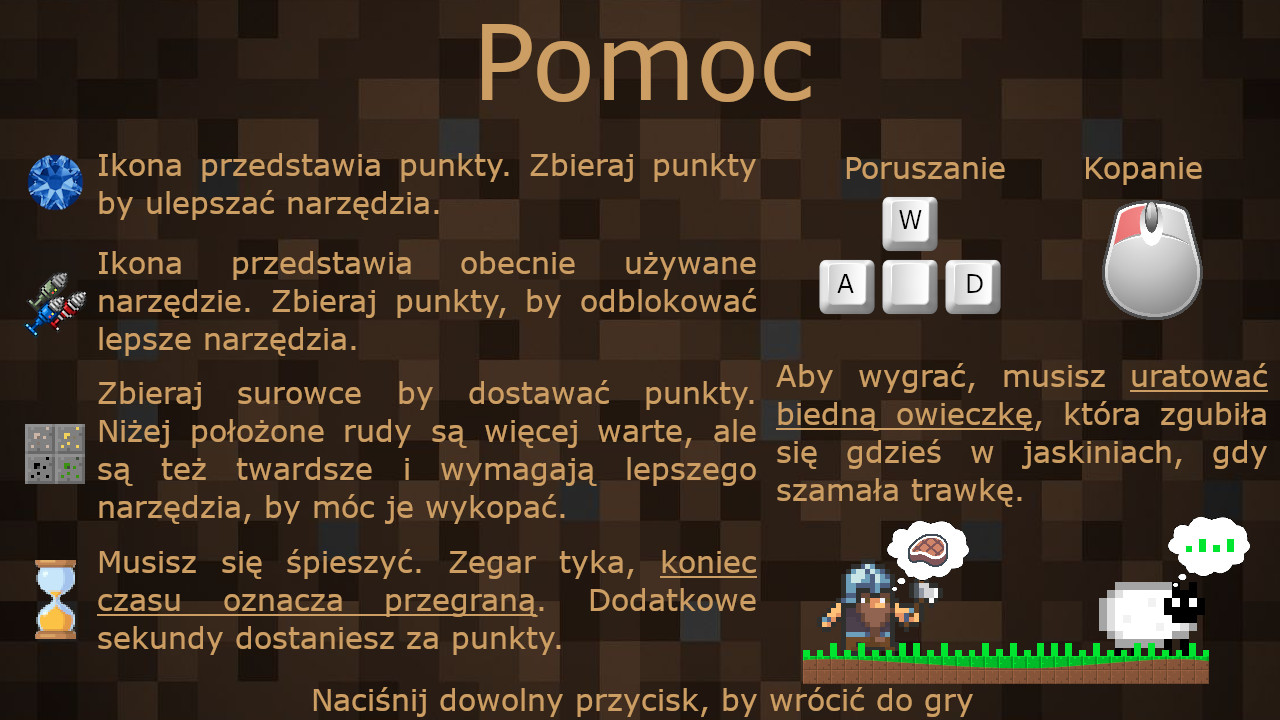 Pomoc
Ikona przedstawia punkty. Zbieraj punkty
by ulepszać narzędzia.
Ikona przedstawia obecnie używane
narzędzie. Zbieraj punkty, by odblokować
lepsze narzędzia.
Zbieraj surowce by dostawać punkty.
Niżej położone rudy są więcej warte, ale
są też twardsze i wymagają lepszego
narzędzia, by móc je wykopać.
Musisz się śpieszyć. Zegar tyka, koniec
czasu oznacza przegraną. Dodatkowe
sekundy dostaniesz za punkty.
Poruszanie
Kopanie
W
A D
Aby wygrać, musisz uratować
biedną owieczkę, która zgubiła
się gdzieś w jaskiniach, gdy
szamała trawkę.
Naciśnij dowolny przycisk, by wrócić do gry